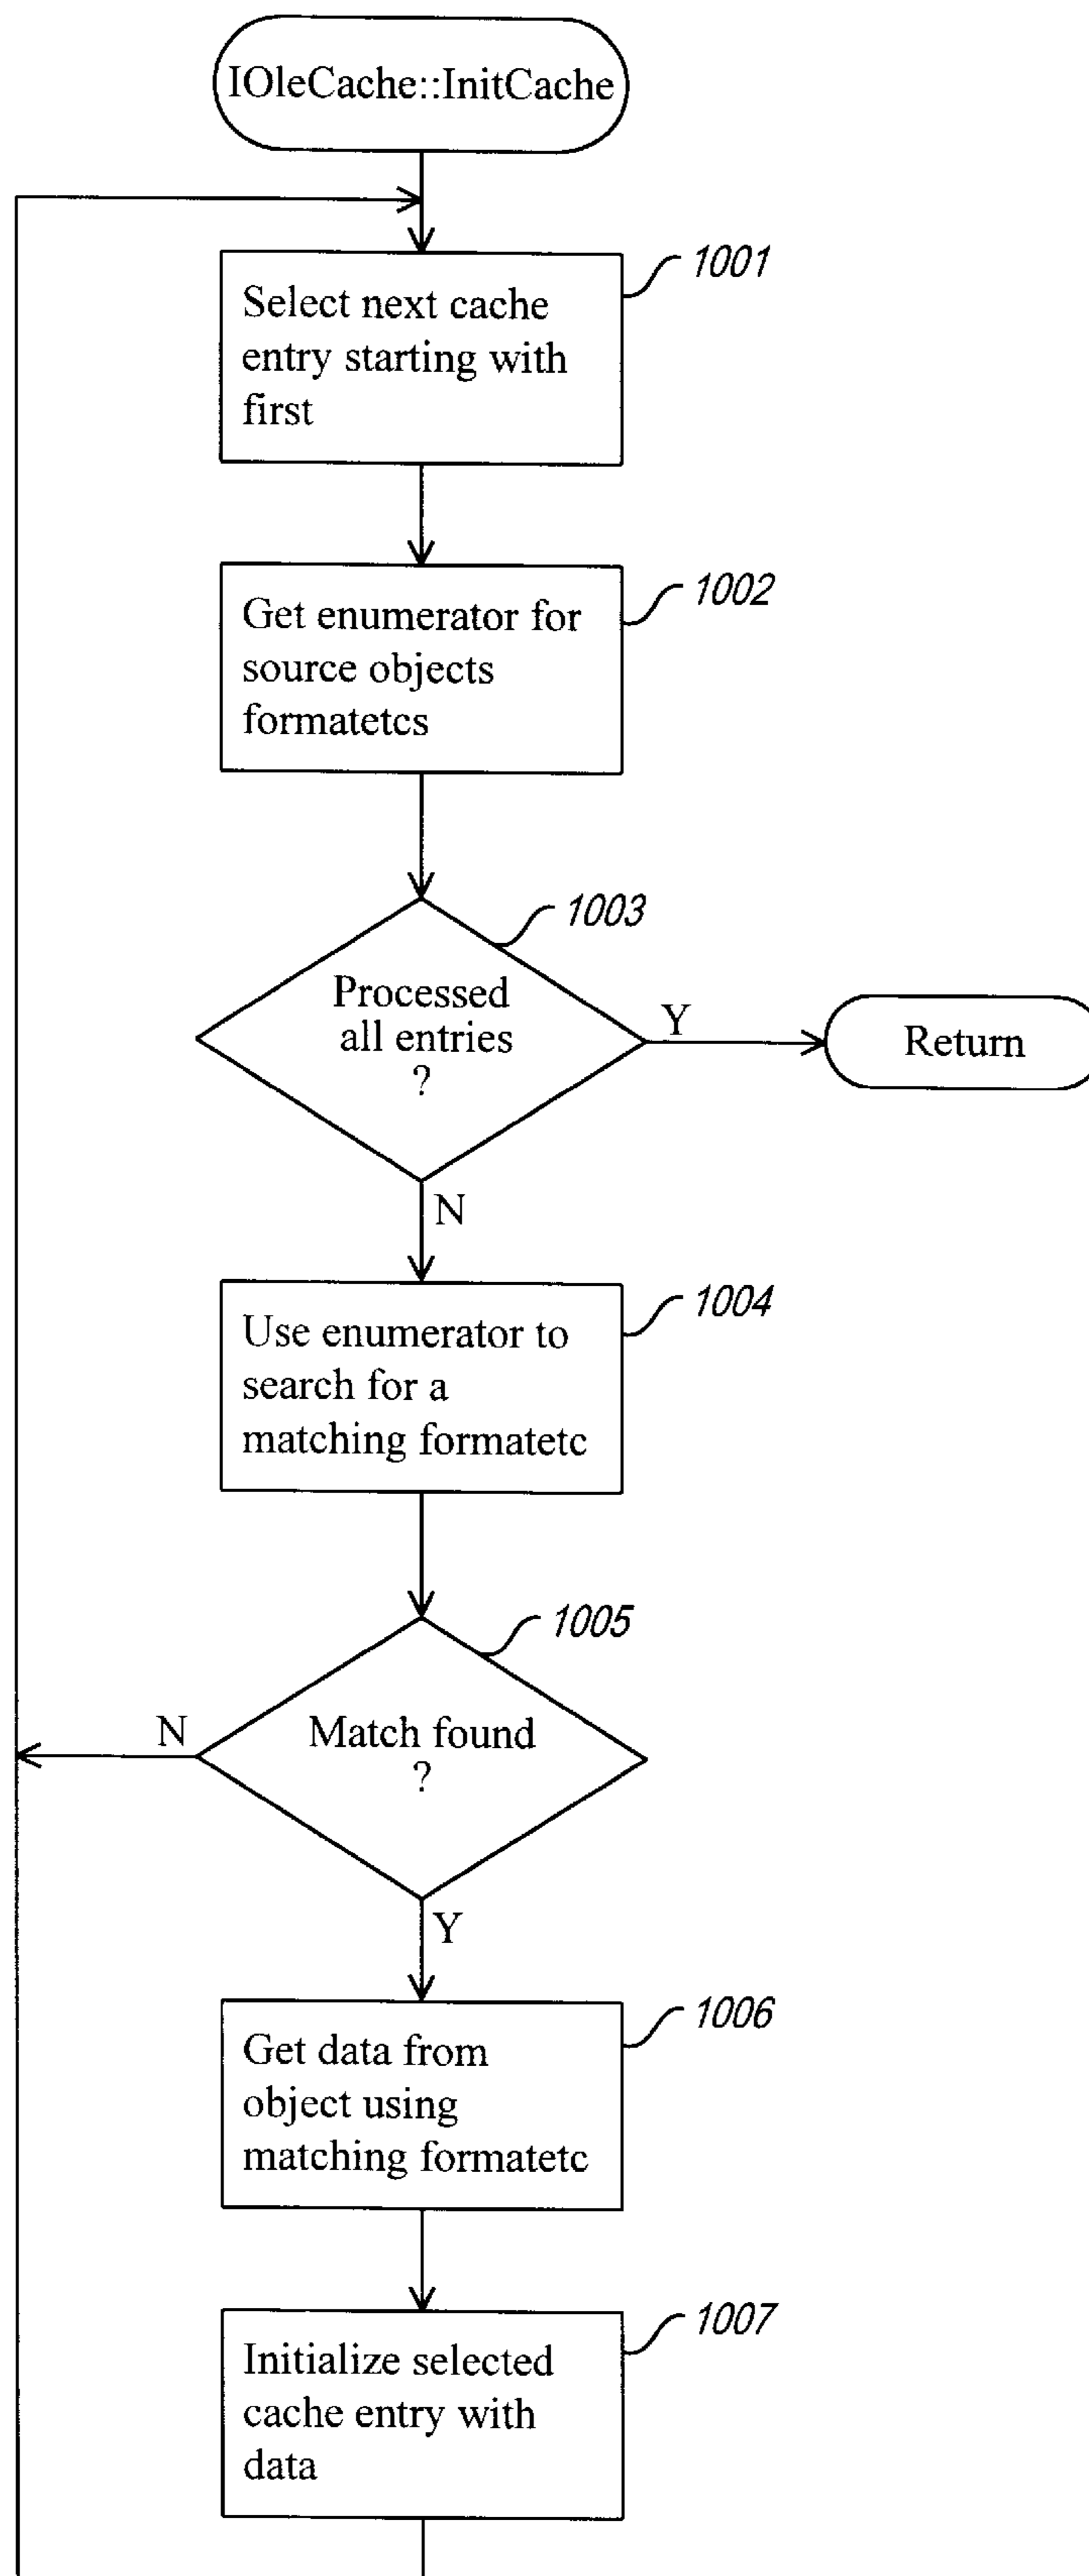 IOleCache::InitCache
1001
Select next cache
entry starting with
first
1002
Get enumerator for
source objects
formatetcs
1003
Processed
all entries
?
Y
Return
N
1004
Use enumerator to
search for a
matching formatetc
1005
Match found
?
N
Y
1006
Get data from
object using
matching formatetc
1007
Initialize selected
cache entry with
data